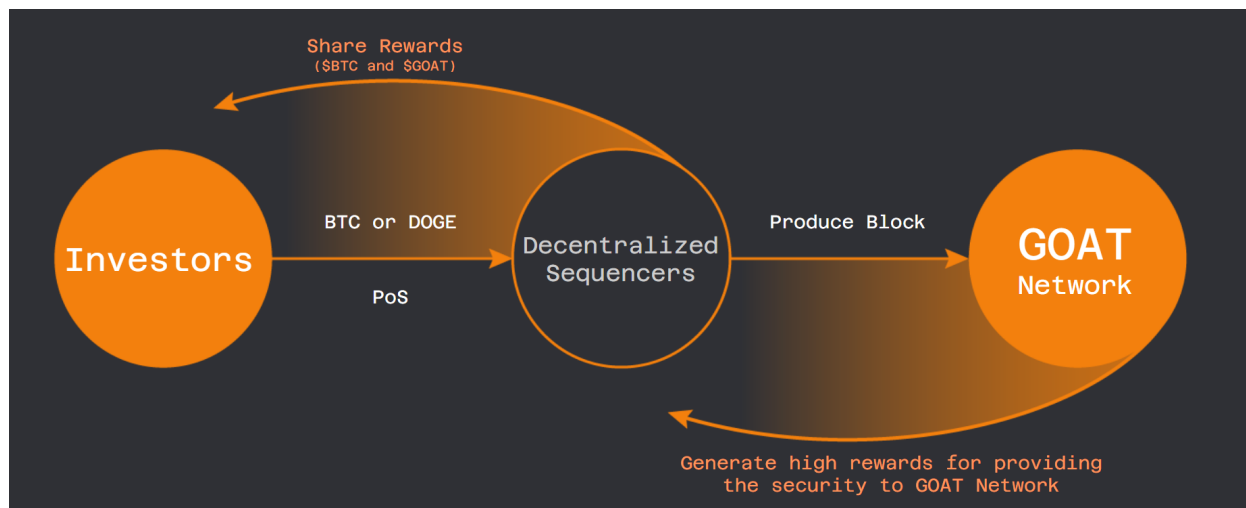 Share Rewards
($BTC and $GOAT)
Investors
BTC or DOGE
PoS
Decentralized
Sequencers
Produce Block
GOAT
Network
Generate high rewards for providing
the security to GOAT Network